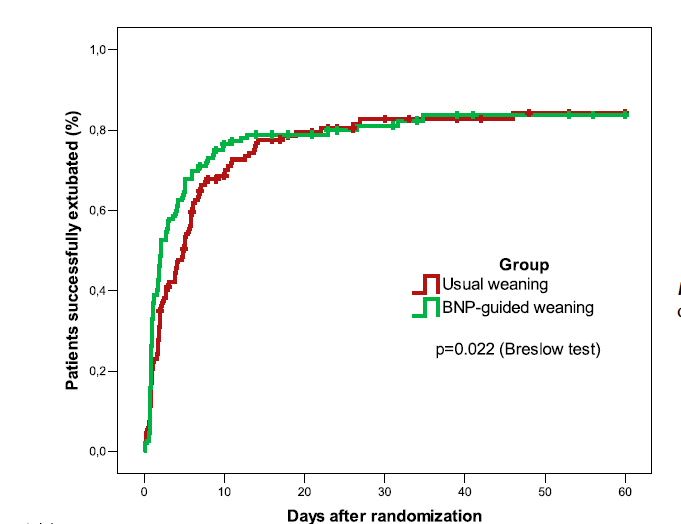 1,0
0,8
0,6
0,4
0,2
0,0
Patients successfully extubated (%)
Group
Usual weaning
BNP-guided weaning
p=0.022 (Breslow test)
0 10 20 30 40 50 60
Days after randomization